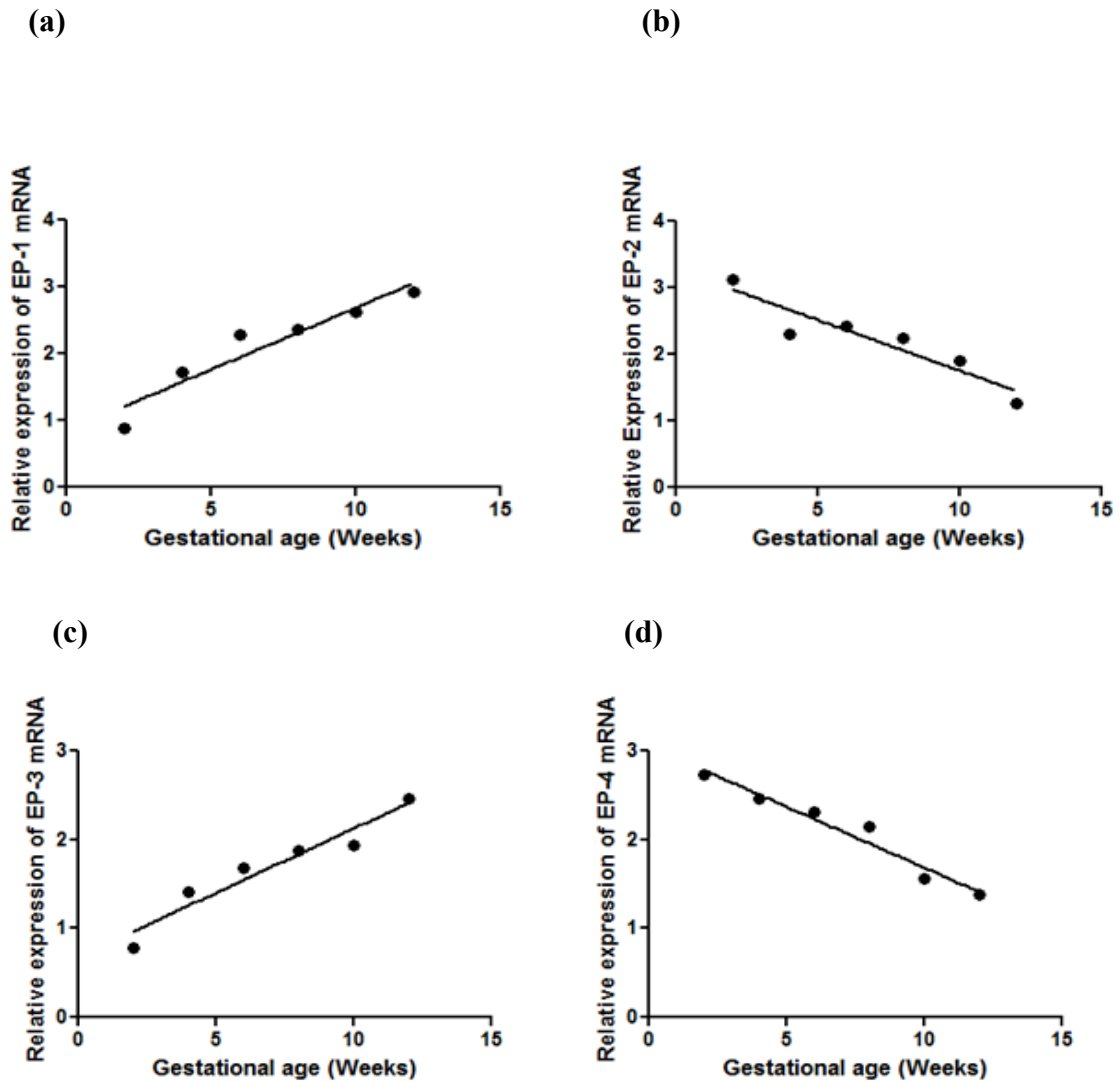 (a)
Relative expression of EP-1 mRNA
4
3
2
1
0
0 5 10 15
Gestational age (Weeks)
(b)
Relative Expression of EP-2 mRNA
4
3
2
1
0
0 5 10 15
Gestational age (Weeks)
(c)
Relative expression of EP-3 mRNA
3
2
1
0
0 5 10 15
Gestational age (Weeks)
(d)
Relative expression of EP-4 mRNA
3
2
1
0
0 5 10 15
Gestational age (Weeks)